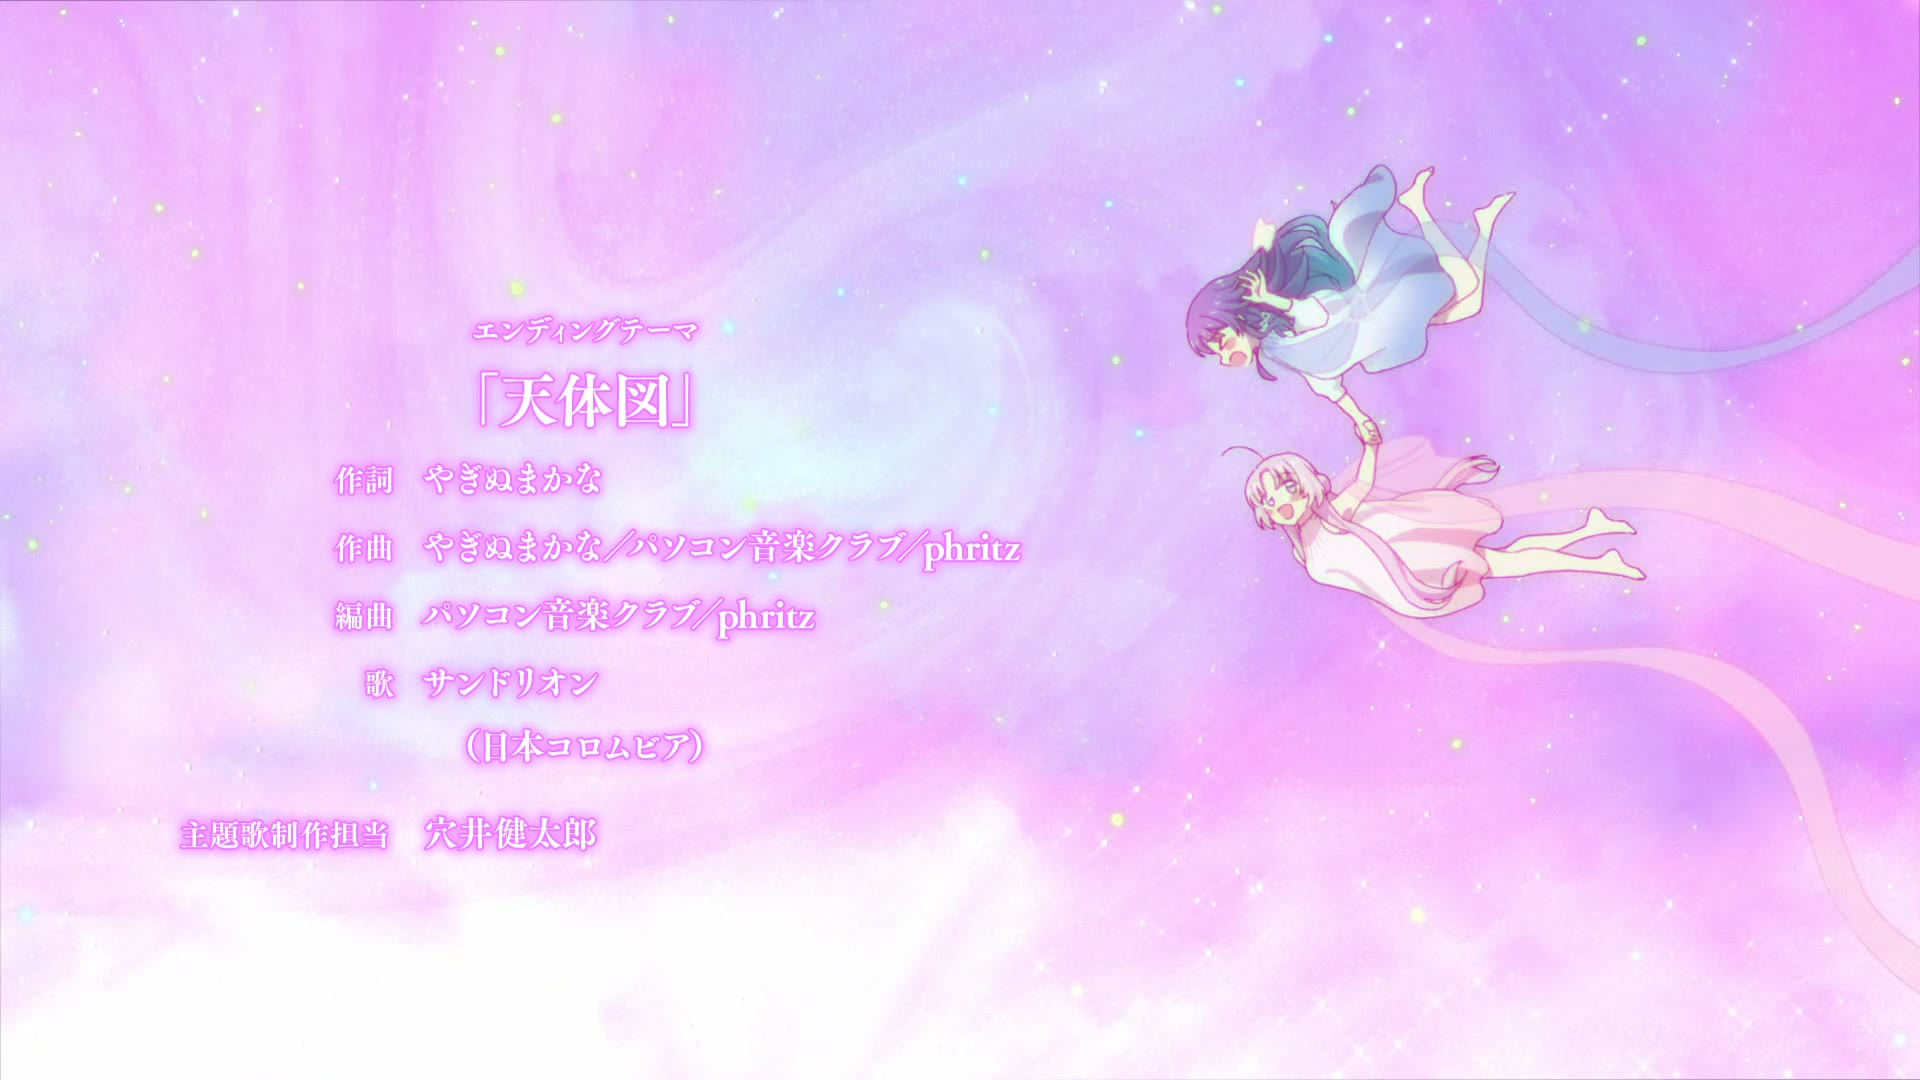 エンディングテーマ
「天体図」
作詞　やぎぬまかな
作曲　やぎぬまかな／パソコン音楽クラブ／phritz
編曲　パソコン音楽クラブ／phritz
歌　サンドリオン
（日本コロムビア）
主題歌制作担当　穴井健太郎